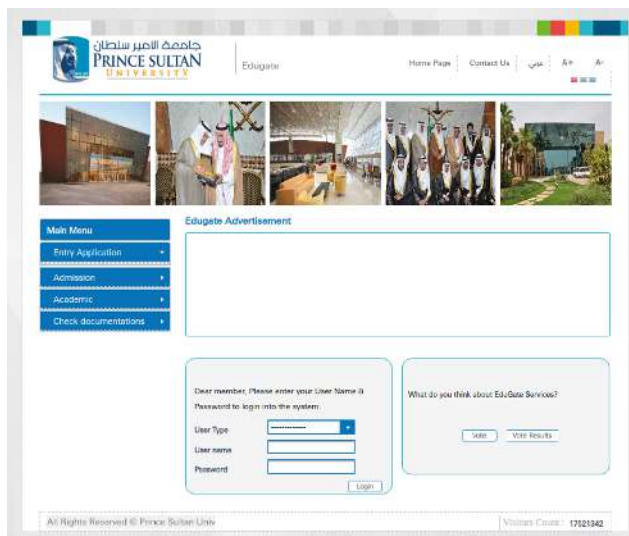 جامعة الأمير سلطان
PRINCE SULTAN
UNIVERSITY
Edugate
Home Page
Contact Us
عربي
A+
A-
Main Menu
Entry Application
Admission
Academic
Check documentations
Edugate Advertisement
Dear member, Please enter your User Name &
Password to login into the system:
User Type
-------------
User name
Password
Login
What do you think about EduGate Services?
Vote
Vote Results
All Rights Reserved © Prince Sultan Univ
Visitors Count : 17521342